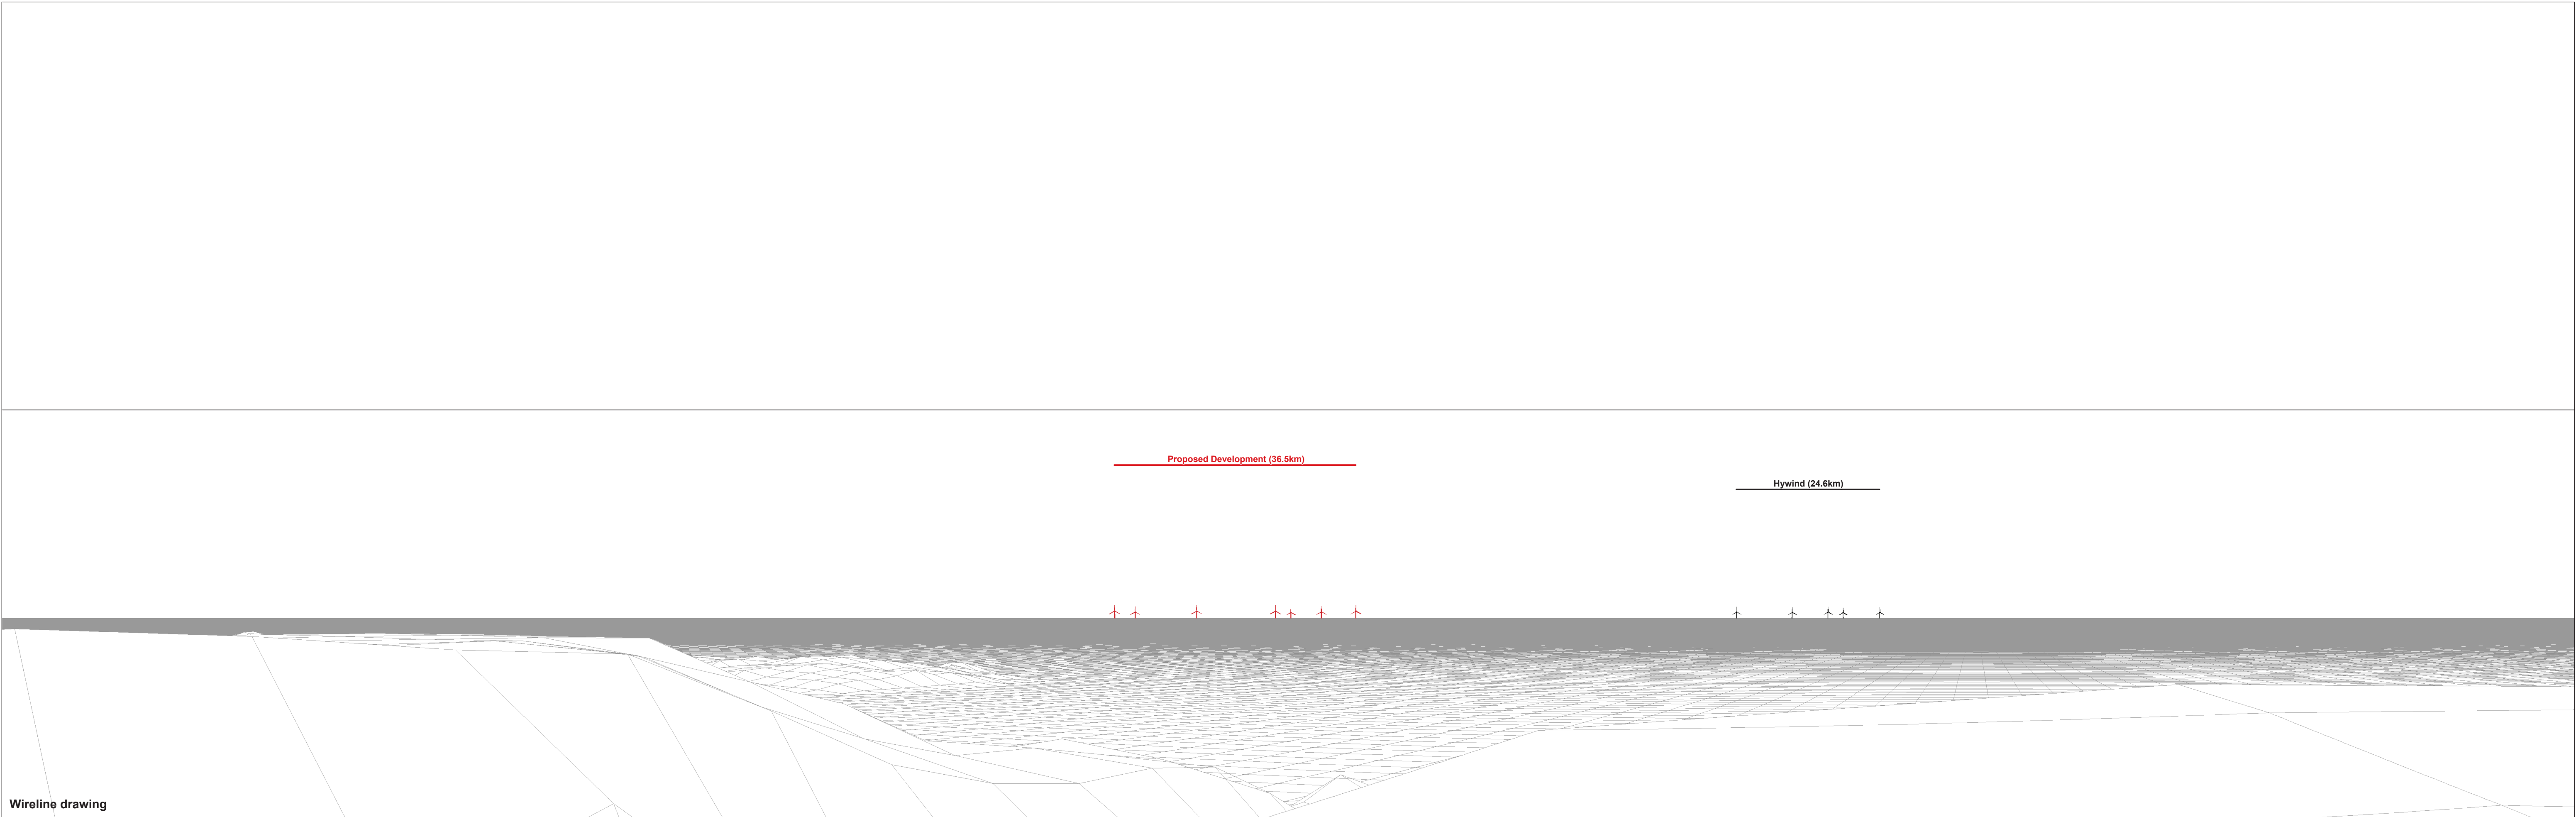 Proposed Development (36.5km)
Hywind (24.6km)
Wireline drawing